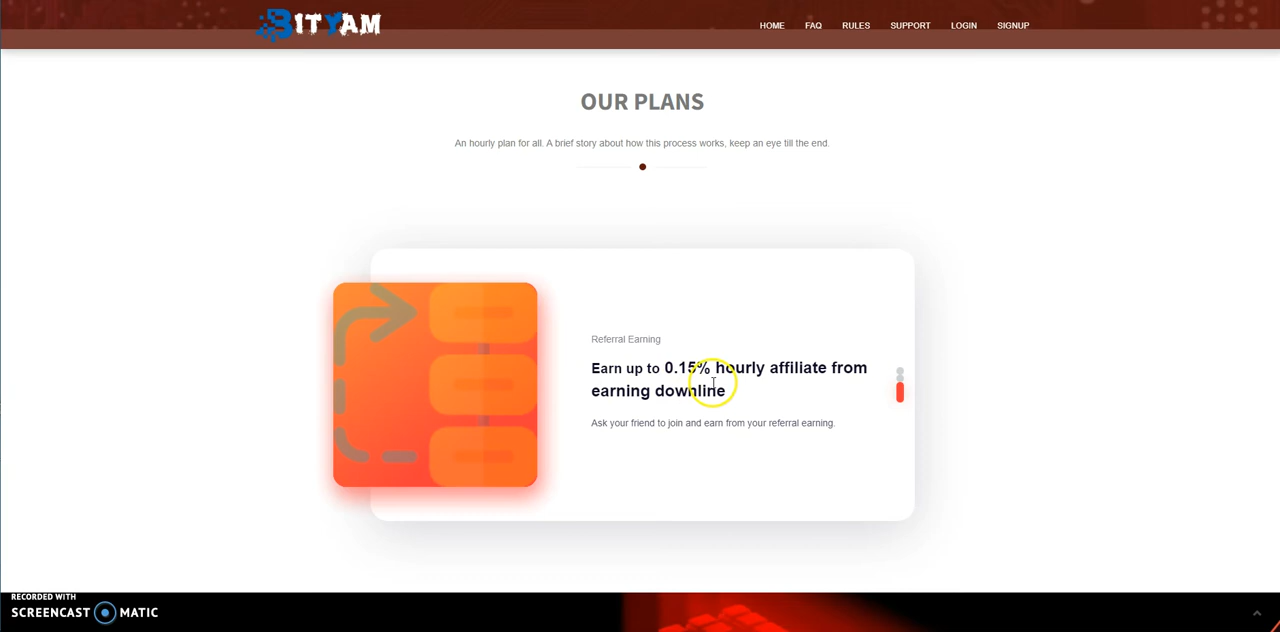 BITYAM
HOME FAQ RULES SUPPORT LOGIN SIGNUP
OUR PLANS
An hourly plan for all. A brief story about how this process works, keep an eye till the end.
Referral Earning
Earn up to 0.15% hourly affiliate from
earning downline
Ask your friend to join and earn from your referral earning.
RECORDED WITH
SCREENCAST MATIC